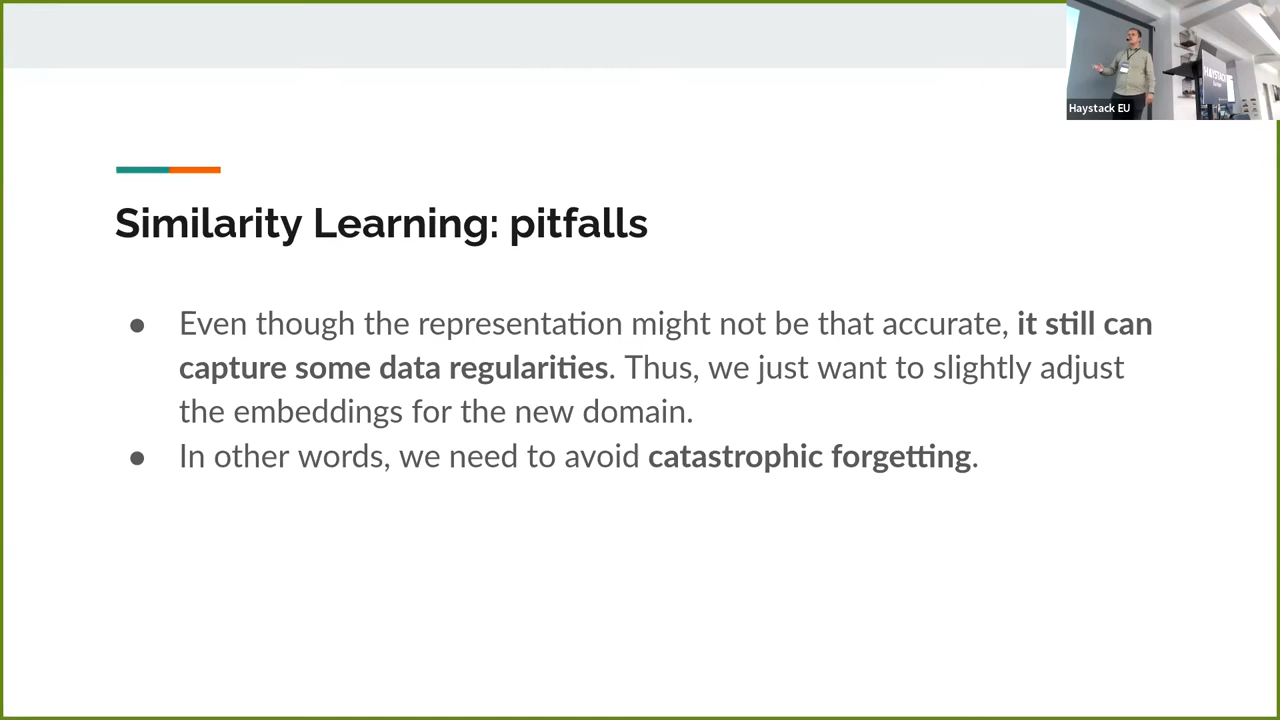 Haystack EU
HAYSTACK
Similarity Learning: pitfalls
● Even though the representation might not be that accurate, it still can
capture some data regularities. Thus, we just want to slightly adjust
the embeddings for the new domain.
● In other words, we need to avoid catastrophic forgetting.